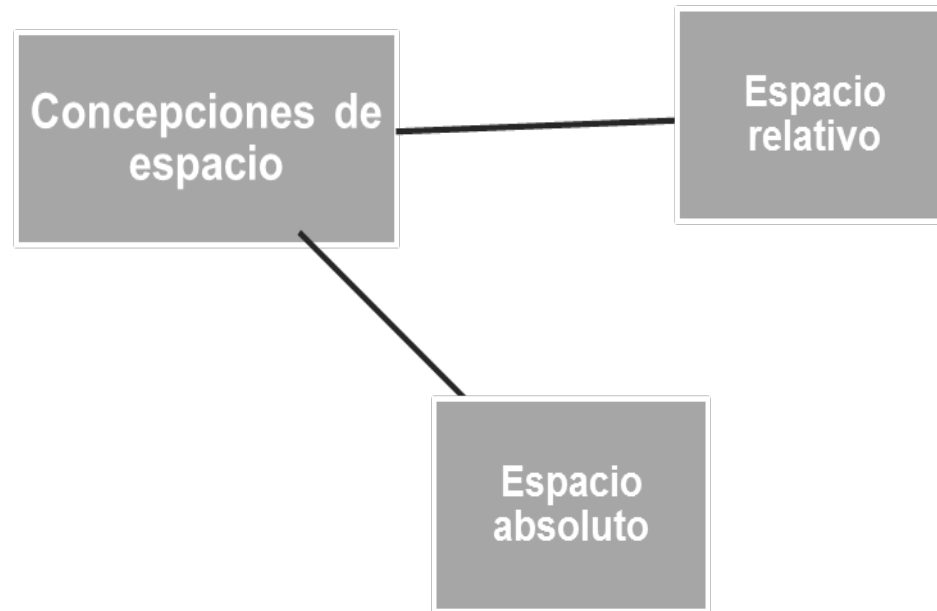 Concepciones de
espacio
Espacio
relativo
Espacio
absoluto